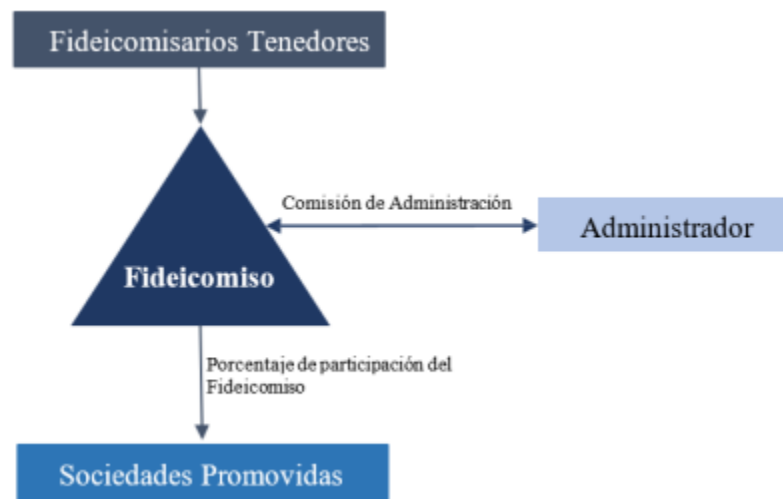 Fideicomisarios Tenedores
Comisión de Administración
Administrador
Fideicomiso
Porcentaje de participación del
Fideicomiso
Sociedades Promovidas